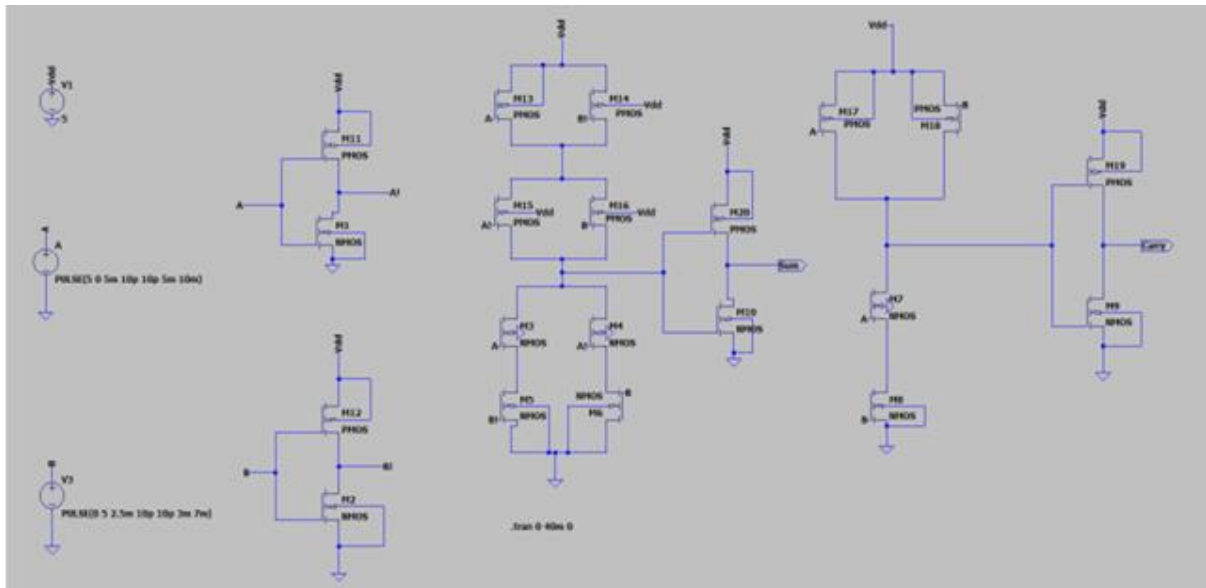 Vdd
V1
5
A
A
PULSE(5 0 5m 10p 10p 5m 10m)
B
V3
PULSE(0 5 2.5m 10p 10p 3m 7m)
Vdd
M11
PMOS
A
A!
M1
NMOS
Vdd
M12
PMOS
B
B!
M2
NMOS
Vdd
M13
PMOS
A
M14
Vdd
PMOS
B!
M15
Vdd
PMOS
A!
M16
Vdd
PMOS
B
M3
NMOS
A
M4
NMOS
A!
M5
NMOS
B!
NMOS
B
M6
Vdd
M20
PMOS
Sum
M10
NMOS
.tran 0 40m 0
Vdd
M17
PMOS
A
PMOS
B
M18
M7
NMOS
A
M8
NMOS
B
Vdd
M19
PMOS
Carry
M9
NMOS